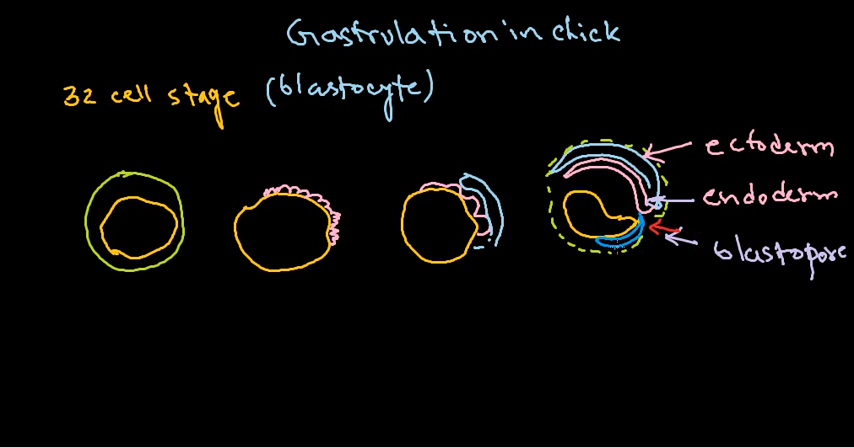 Gastrulation in chick
32 cell stage (blastocyte)
ectoderm
endoderm
blastopore